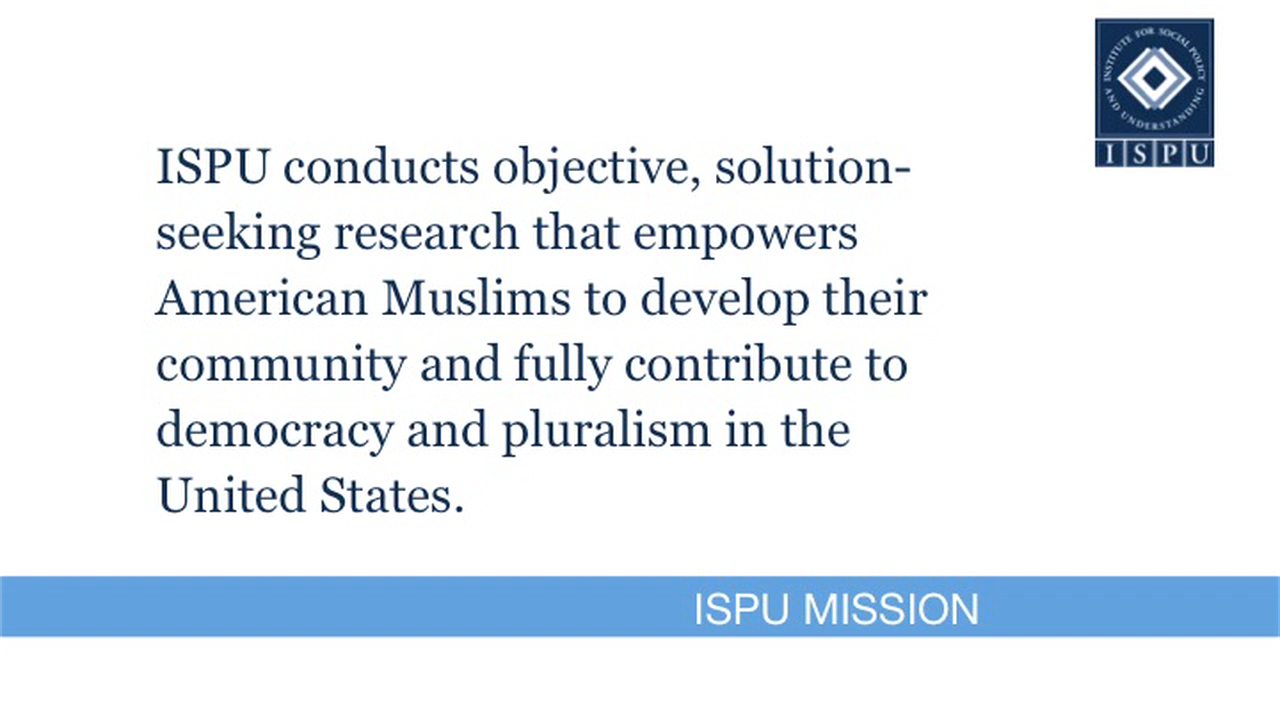 INSTITUTE FOR SOCIAL POLICY
AND UNDERSTANDING
ISPU
ISPU conducts objective, solution-
seeking research that empowers
American Muslims to develop their
community and fully contribute to
democracy and pluralism in the
United States.
ISPU MISSION